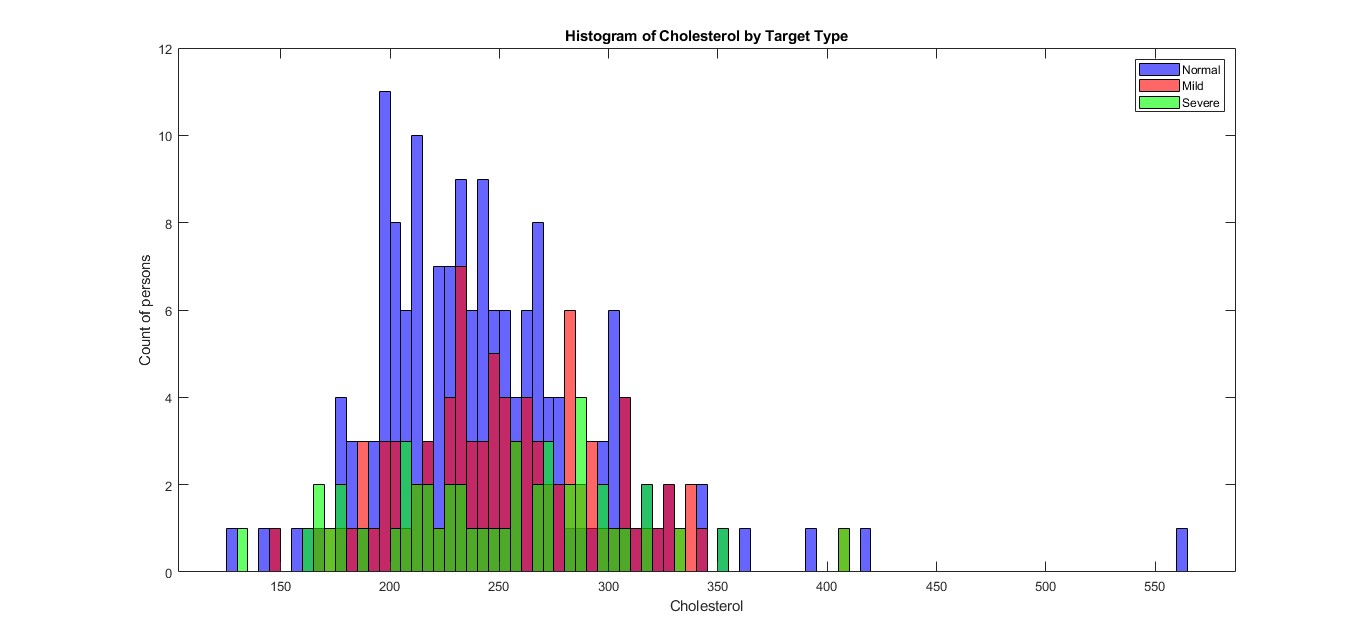 Histogram of Cholesterol by Target Type
12
10
8
6
4
2
0
Count of persons
Normal
Mild
Severe
150 200 250 300 350 400 450 500 550
Cholesterol